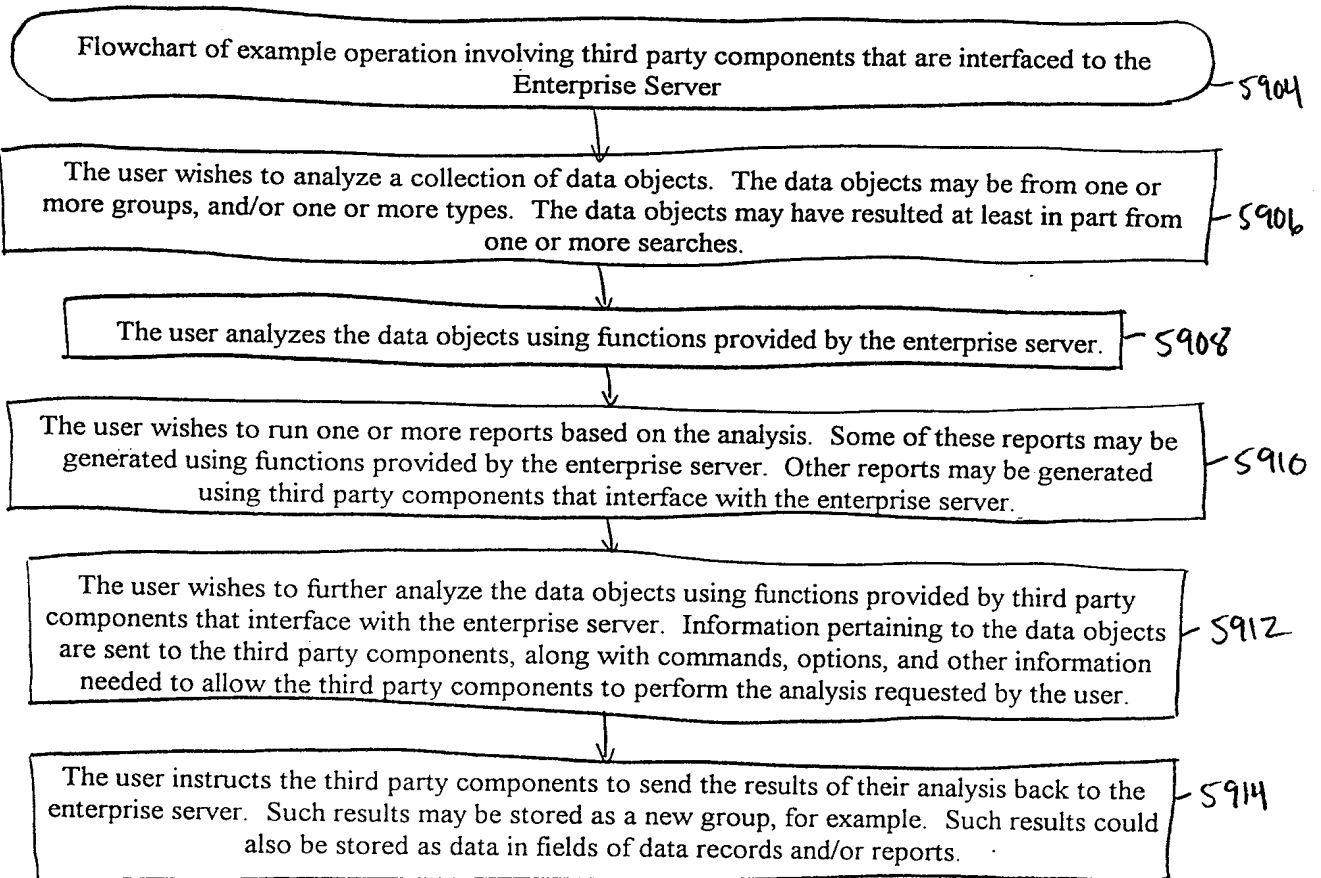 Flowchart of example operation involving third party components that are interfaced to the
Enterprise Server
5904
The user wishes to analyze a collection of data objects. The data objects may be from one or
more groups, and/or one or more types. The data objects may have resulted at least in part from
one or more searches.
5906
The user analyzes the data objects using functions provided by the enterprise server.
5908
The user wishes to run one or more reports based on the analysis. Some of these reports may be
generated using functions provided by the enterprise server. Other reports may be generated
using third party components that interface with the enterprise server.
5910
The user wishes to further analyze the data objects using functions provided by third party
components that interface with the enterprise server. Information pertaining to the data objects
are sent to the third party components, along with commands, options, and other information
needed to allow the third party components to perform the analysis requested by the user.
5912
The user instructs the third party components to send the results of their analysis back to the
enterprise server. Such results may be stored as a new group, for example. Such results could
also be stored as data in fields of data records and/or reports.
5914